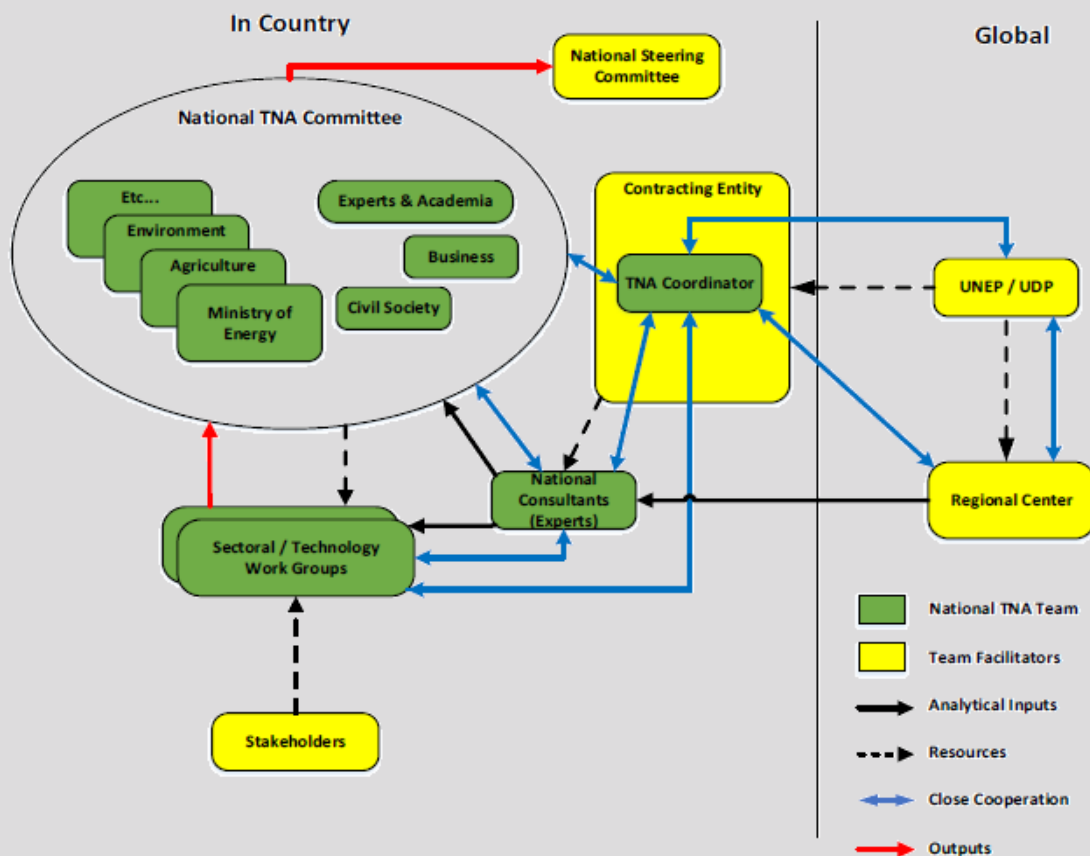 In Country
Global
National Steering
Committee
National TNA Committee
Etc...
Environment
Agriculture
Ministry of
Energy
Experts & Academia
Business
Civil Society
Contracting Entity
TNA Coordinator
UNEP / UDP
National
Consultants
(Experts)
Regional Center
Sectoral / Technology
Work Groups
Stakeholders
National TNA Team
Team Facilitators
Analytical Inputs
Resources
Close Cooperation
Outputs